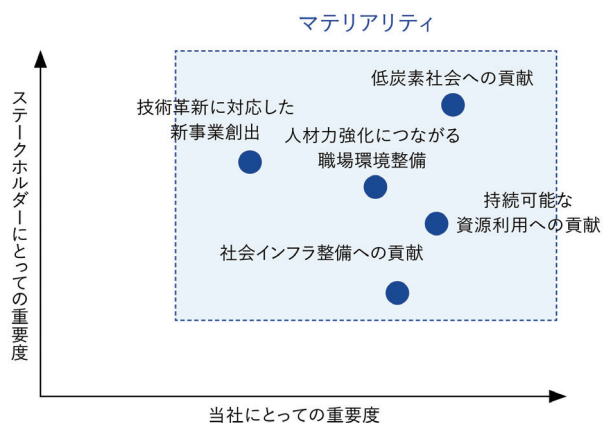 マテリアリティ
低炭素社会への貢献
技術革新に対応した
新事業創出
人材力強化につながる
職場環境整備
持続可能な
資源利用への貢献
社会インフラ整備への貢献
ステークホルダーにとっての重要度
当社にとっての重要度